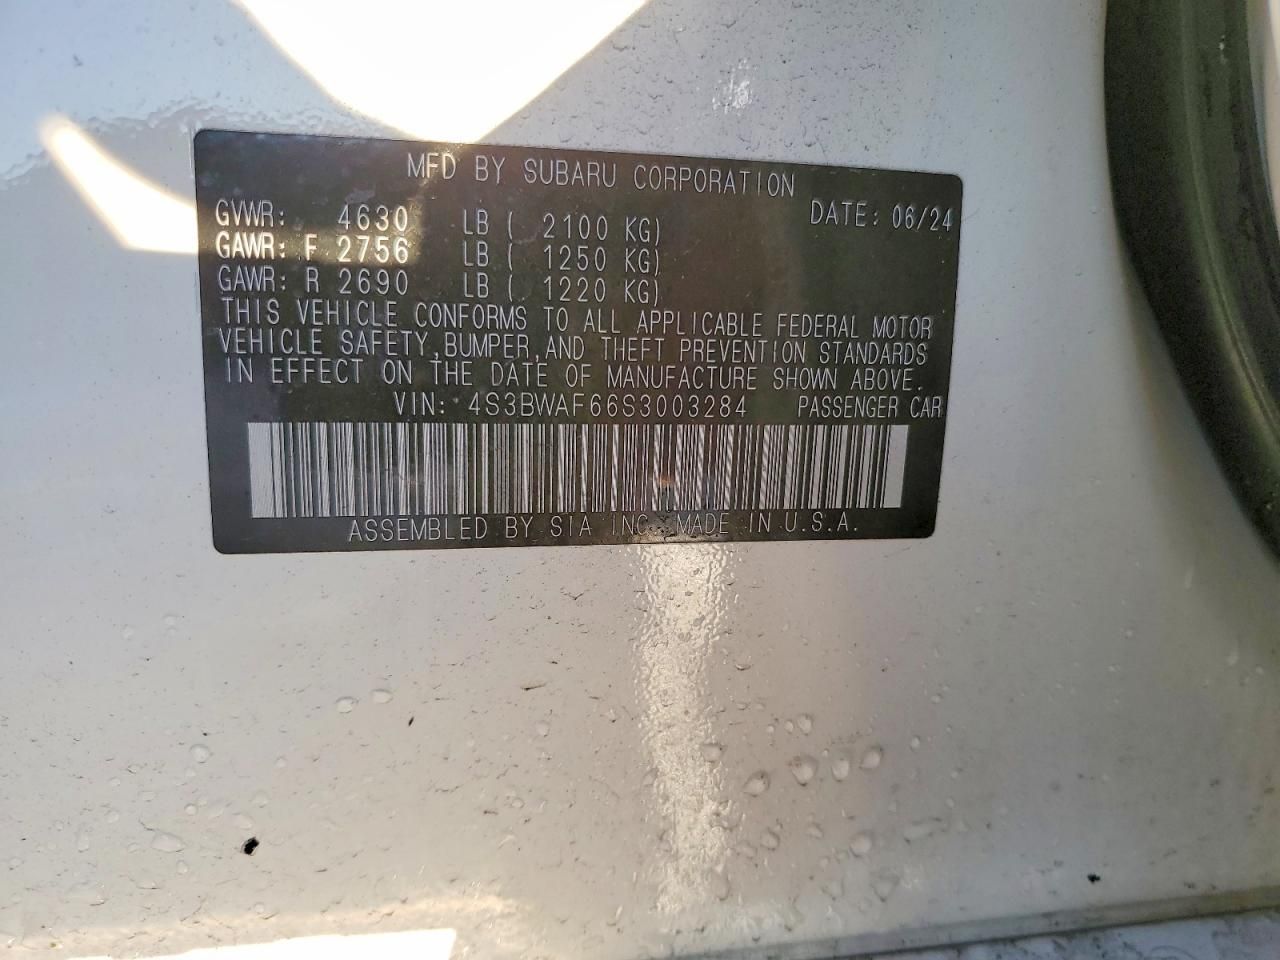 MFD BY SUBARU CORPORATION
GVWR: 4630 LB ( 2100 KG) DATE: 06/24
GAWR: F 2756 LB ( 1250 KG)
GAWR: R 2690 LB ( 1220 KG)
THIS VEHICLE CONFORMS TO ALL APPLICABLE FEDERAL MOTOR
VEHICLE SAFETY, BUMPER, AND THEFT PREVENTION STANDARDS
IN EFFECT ON THE DATE OF MANUFACTURE SHOWN ABOVE.
VIN: 4S3BWAF66S3003284 PASSENGER CAR
ASSEMBLED BY SIA INC. MADE IN U.S.A.